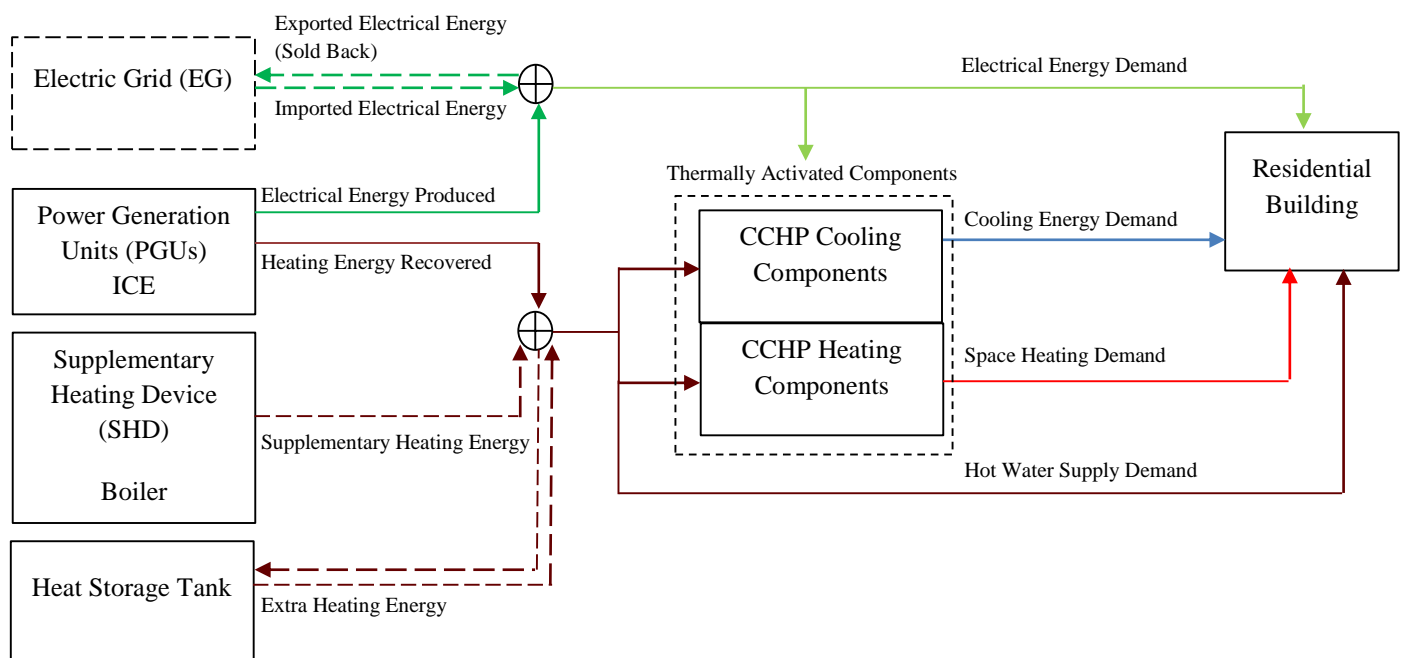 Exported Electrical Energy
(Sold Back)
Electric Grid (EG)
Imported Electrical Energy
Electrical Energy Demand
Residential
Building
Thermally Activated Components
Electrical Energy Produced
Power Generation
Units (PGUs)
ICE
Heating Energy Recovered
CCHP Cooling
Components
Cooling Energy Demand
Supplementary
Heating Device
(SHD)
Boiler
Supplementary Heating Energy
CCHP Heating
Components
Space Heating Demand
Hot Water Supply Demand
Heat Storage Tank
Extra Heating Energy